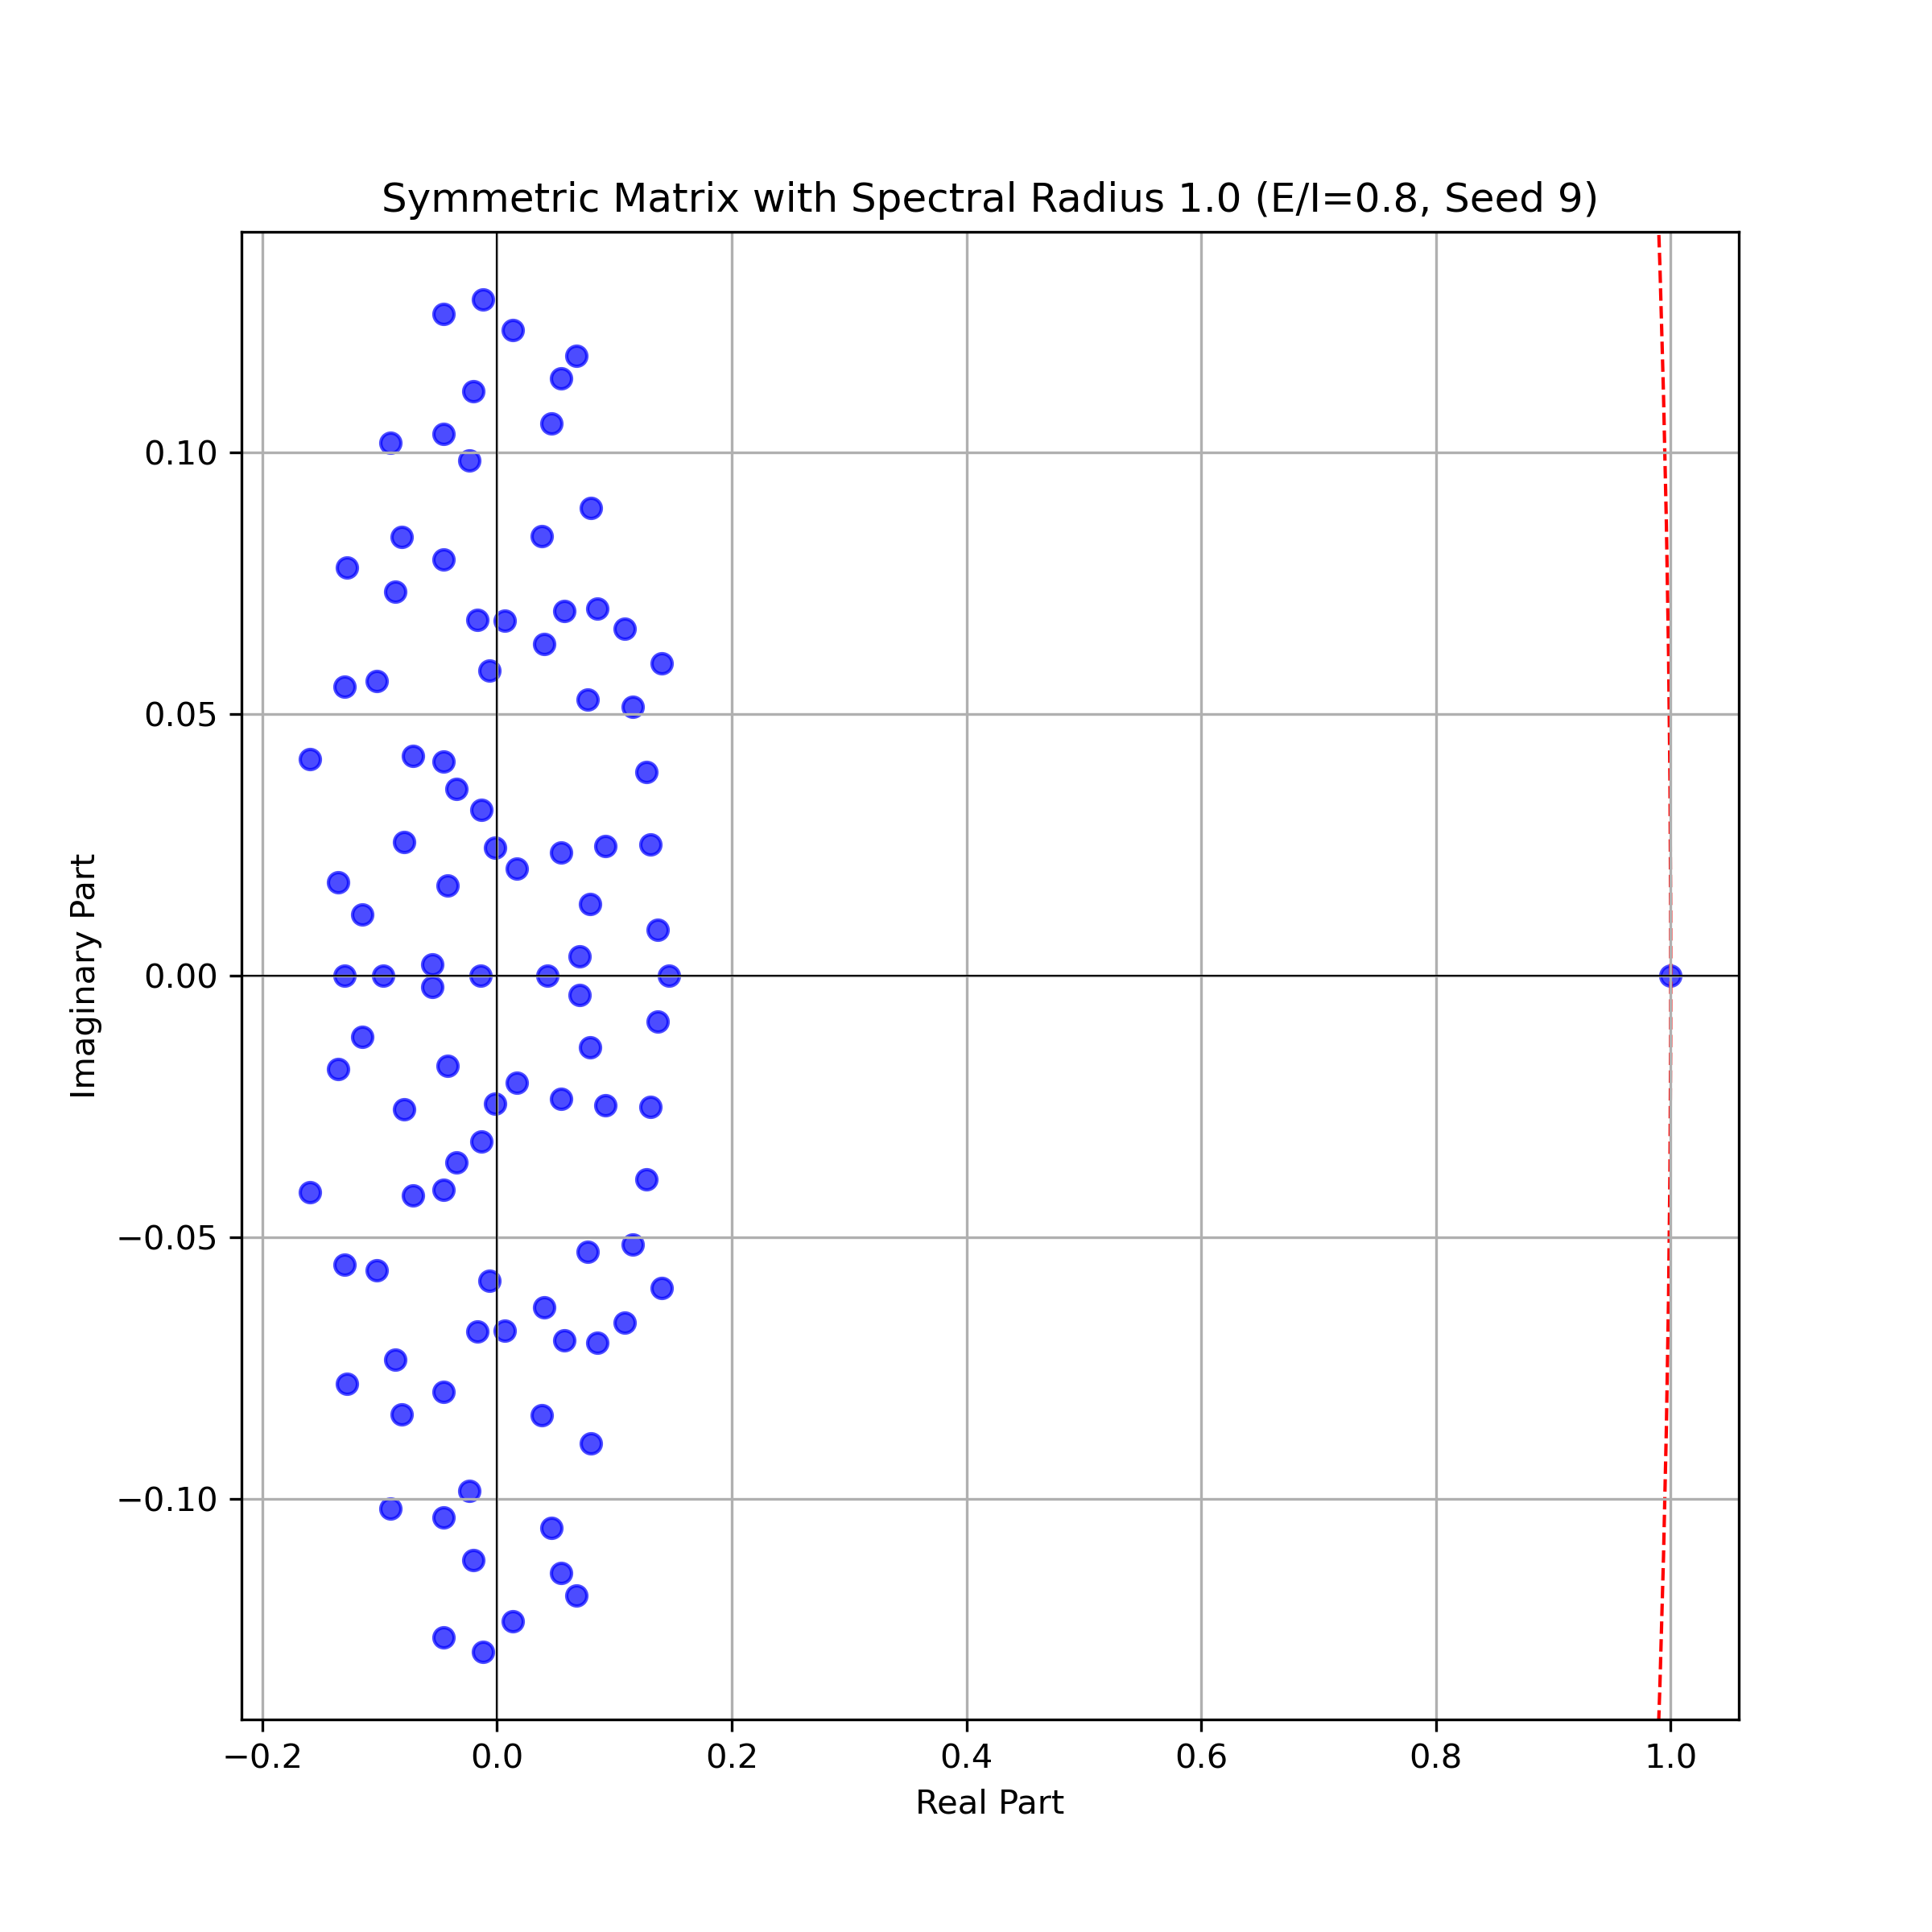 Symmetric Matrix with Spectral Radius 1.0 (E/I=0.8, Seed 9)
Imaginary Part
0.10
0.05
0.00
−0.05
−0.10
−0.2 0.0 0.2 0.4 0.6 0.8 1.0
Real Part